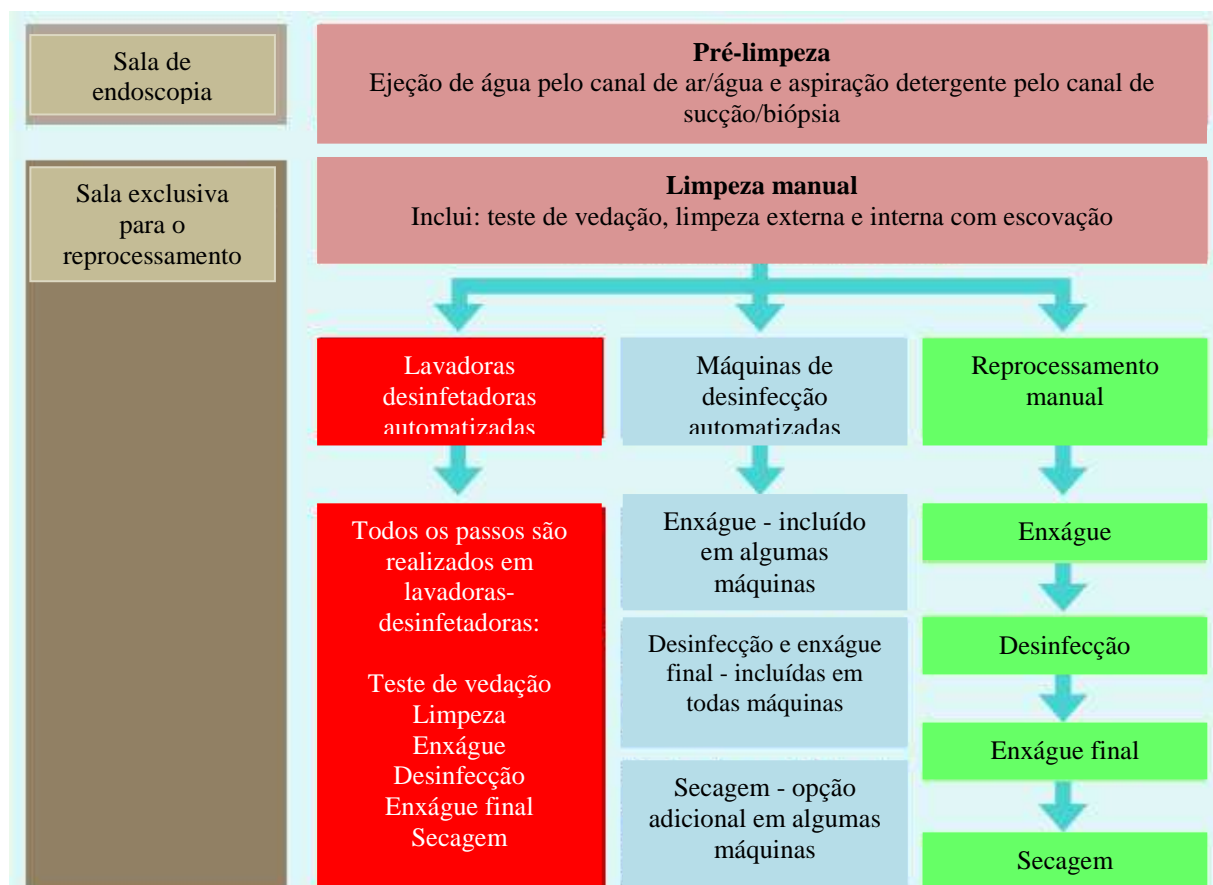 Sala de
endoscopia
Pré-limpeza
Ejeção de água pelo canal de ar/água e aspiração detergente pelo canal de
sucção/biópsia
Sala exclusiva
para o
reprocessamento
Limpeza manual
Inclui: teste de vedação, limpeza externa e interna com escovação
Lavadoras
desinfetadoras
automatizadas
Máquinas de
desinfecção
automatizadas
Reprocessamento
manual
Todos os passos são
realizados em
lavadoras-
desinfetadoras:
Teste de vedação
Limpeza
Enxágue
Desinfecção
Enxágue final
Secagem
Enxágue - incluído
em algumas
máquinas
Desinfecção e enxágue
final - incluídas em
todas máquinas
Secagem - opção
adicional em algumas
máquinas
Enxágue
Desinfecção
Enxágue final
Secagem